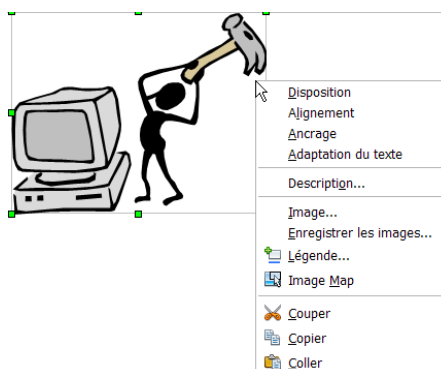 Disposition
Alignement
Ancrage
Adaptation du texte
Description...
Image...
Enregistrer les images...
Légende...
Image Map
Couper
Copier
Coller